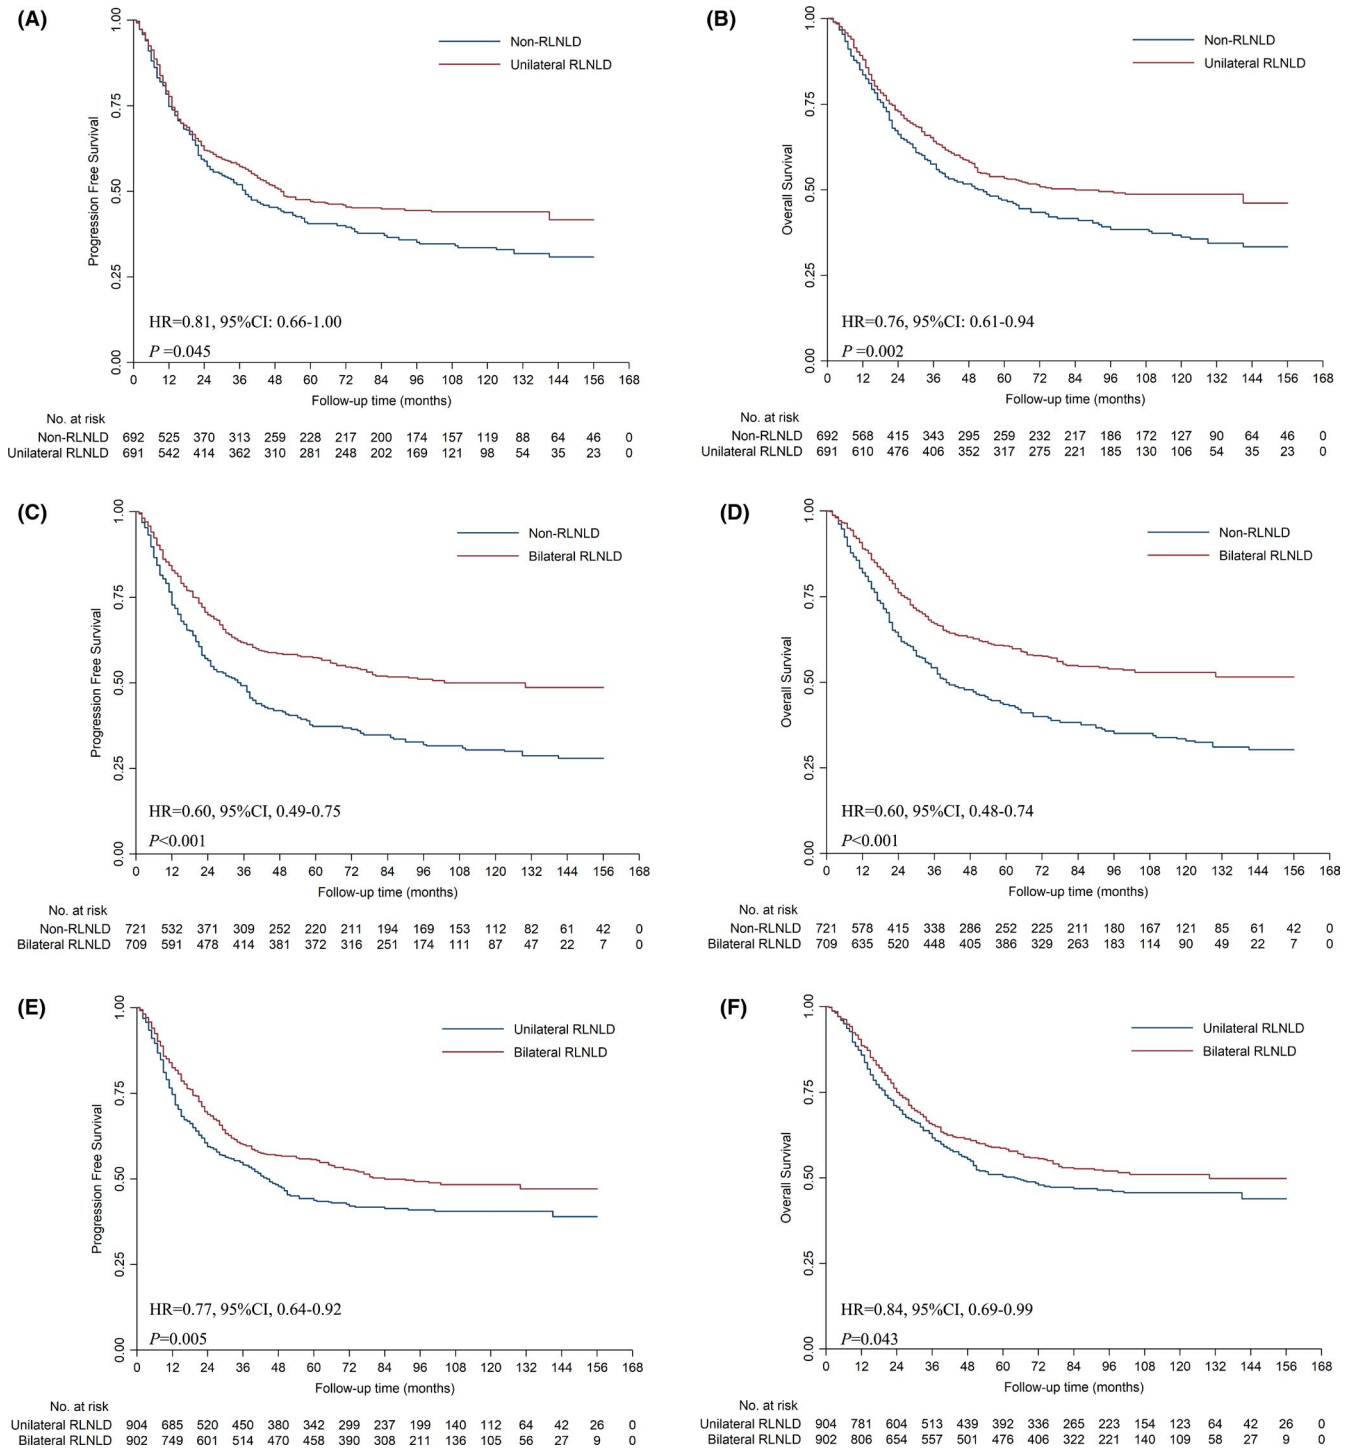 (A)
1.00
0.75
0.50
0.25
0.00
Progression Free Survival
Non-RLNLD
Unilateral RLNLD
HR=0.81, 95%CI: 0.66-1.00
P =0.045
0 12 24 36 48 60 72 84 96 108 120 132 144 156 168
Follow-up time (months)
No. at risk
Non-RLNLD 692 525 370 313 259 228 217 200 174 157 119 88 64 46 0
Unilateral RLNLD 691 542 414 362 310 281 248 202 169 121 98 54 35 23 0
(B)
1.00
0.75
0.50
0.25
0.00
Overall Survival
Non-RLNLD
Unilateral RLNLD
HR=0.76, 95%CI: 0.61-0.94
P =0.002
0 12 24 36 48 60 72 84 96 108 120 132 144 156 168
Follow-up time (months)
No. at risk
Non-RLNLD 692 568 415 343 295 259 232 217 186 172 127 90 64 46 0
Unilateral RLNLD 691 610 476 406 352 317 275 221 185 130 106 54 35 23 0
(C)
1.00
0.75
0.50
0.25
0.00
Progression Free Survival
Non-RLNLD
Bilateral RLNLD
HR=0.60, 95%CI, 0.49-0.75
P<0.001
0 12 24 36 48 60 72 84 96 108 120 132 144 156 168
Follow-up time (months)
No. at risk
Non-RLNLD 721 532 371 309 252 220 211 194 169 153 112 82 61 42 0
Bilateral RLNLD 709 591 478 414 381 372 316 251 174 111 87 47 22 7 0
(D)
1.00
0.75
0.50
0.25
0.00
Overall Survival
Non-RLNLD
Bilateral RLNLD
HR=0.60, 95%CI, 0.48-0.74
P<0.001
0 12 24 36 48 60 72 84 96 108 120 132 144 156 168
Follow-up time (months)
No. at risk
Non-RLNLD 721 578 415 338 286 252 225 211 180 167 121 85 61 42 0
Bilateral RLNLD 709 635 520 448 405 386 329 263 183 114 90 49 22 7 0
(E)
1.00
0.75
0.50
0.25
0.00
Progression Free Survival
Unilateral RLNLD
Bilateral RLNLD
HR=0.77, 95%CI, 0.64-0.92
P=0.005
0 12 24 36 48 60 72 84 96 108 120 132 144 156 168
Follow-up time (months)
No. at risk
Unilateral RLNLD 904 685 520 450 380 342 299 237 199 140 112 64 42 26 0
Bilateral RLNLD 902 749 601 514 470 458 390 308 211 136 105 56 27 9 0
(F)
1.00
0.75
0.50
0.25
0.00
Overall Survival
Unilateral RLNLD
Bilateral RLNLD
HR=0.84, 95%CI, 0.69-0.99
P=0.043
0 12 24 36 48 60 72 84 96 108 120 132 144 156 168
Follow-up time (months)
No. at risk
Unilateral RLNLD 904 781 604 513 439 392 336 265 223 154 123 64 42 26 0
Bilateral RLNLD 902 806 654 557 501 476 406 322 221 140 109 58 27 9 0